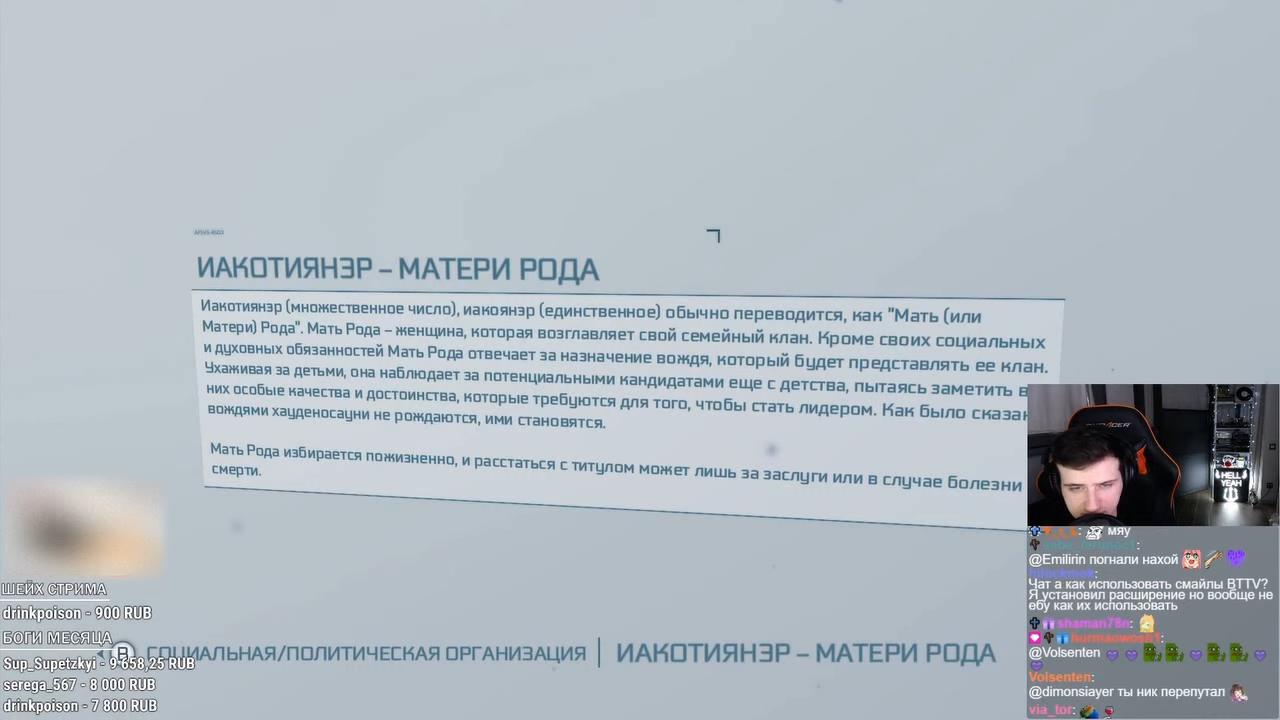 ИАКОТИЯНЭР – МАТЕРИ РОДА
Иакотиянэр (множественное число), иакоянэр (единственное) обычно переводится, как "Мать (или
Матери) Рода". Мать Рода – женщина, которая возглавляет свой семейный клан. Кроме своих социальных
и духовных обязанностей Мать Рода отвечает за назначение вождя, который будет представлять ее клан.
Ухаживая за детьми, она наблюдает за потенциальными кандидатами еще с детства, пытаясь заметить в
них особые качества и достоинства, которые требуются для того, чтобы стать лидером. Как было сказан
вождями хауденосауни не рождаются, ими становятся.
Мать Рода избирается пожизненно, и расстаться с титулом может лишь за заслуги или в случае болезни
смерти.
HELL
YEAH
ШЕЙХ СТРИМА
drinkpoison - 900 RUB
БОГИ МЕСЯЦА
Sup_Supetzkyi - 9 658,25 RUB
serega_567 - 8 000 RUB
drinkpoison - 7 800 RUB
B СОЦИАЛЬНАЯ/ПОЛИТИЧЕСКАЯ ОРГАНИЗАЦИЯ | ИАКОТИЯНЭР – МАТЕРИ РОДА
мяу
@Emilirin погнали нахой
Чат а как использовать смайлы BTTV?
Я установил расширение но вообще не
ебу как их использовать
shaman78n:
@Volsenten
Volsenten:
@dimonsiayer ты ник перепутал
via_tor: